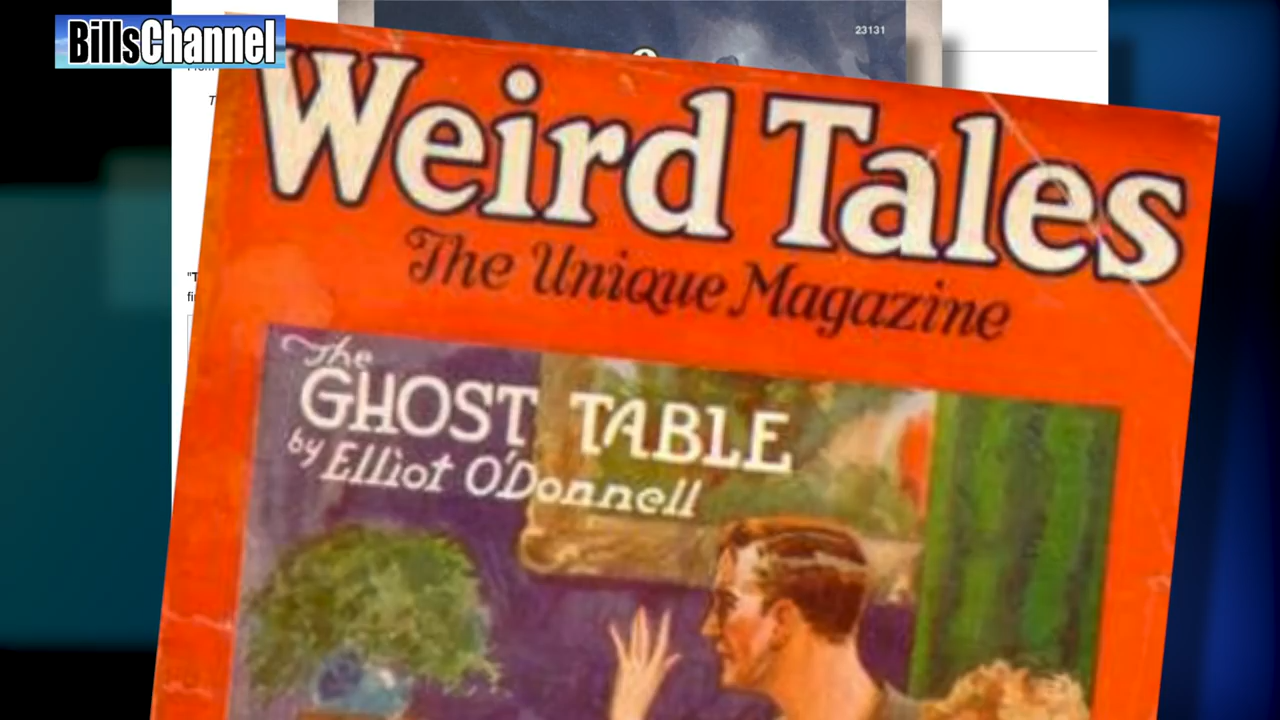 BillsChannel
23131
Weird Tales
The Unique Magazine
The
GHOST TABLE
by Elliot O'Donnell